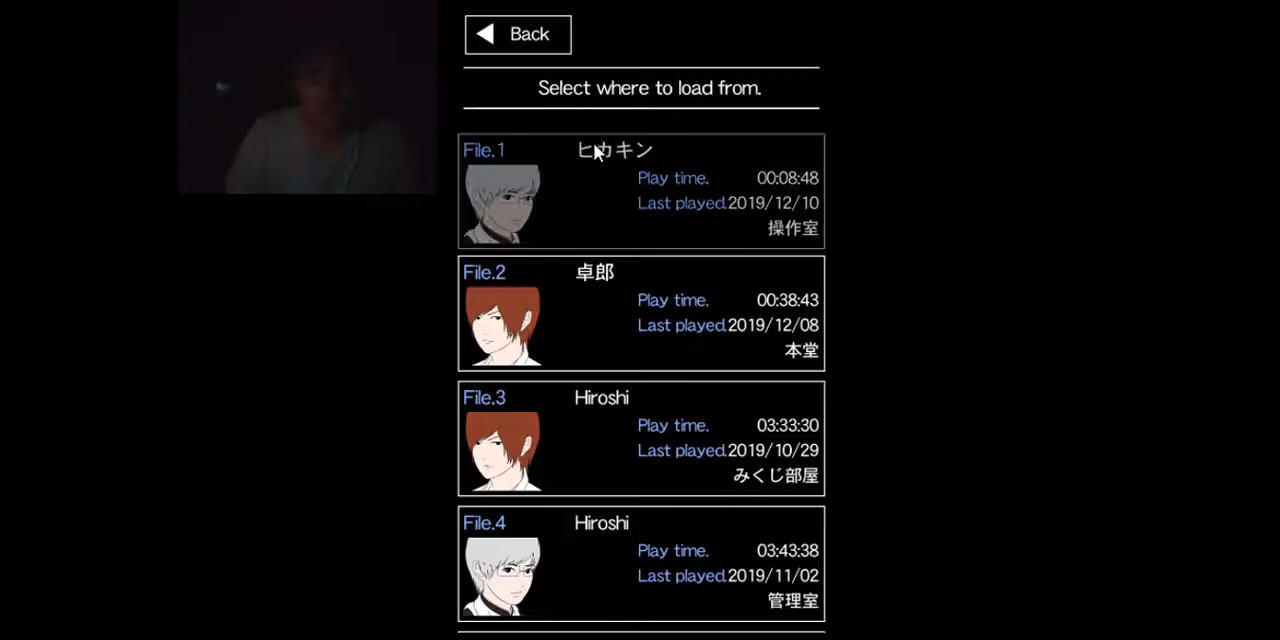 Back
Select where to load from.
File.1 ヒカキン
Play time. 00:08:48
Last played. 2019/12/10
操作室
File.2 卓郎
Play time. 00:38:43
Last played. 2019/12/08
本堂
File.3 Hiroshi
Play time. 03:33:30
Last played. 2019/10/29
みくじ部屋
File.4 Hiroshi
Play time. 03:43:38
Last played. 2019/11/02
管理室